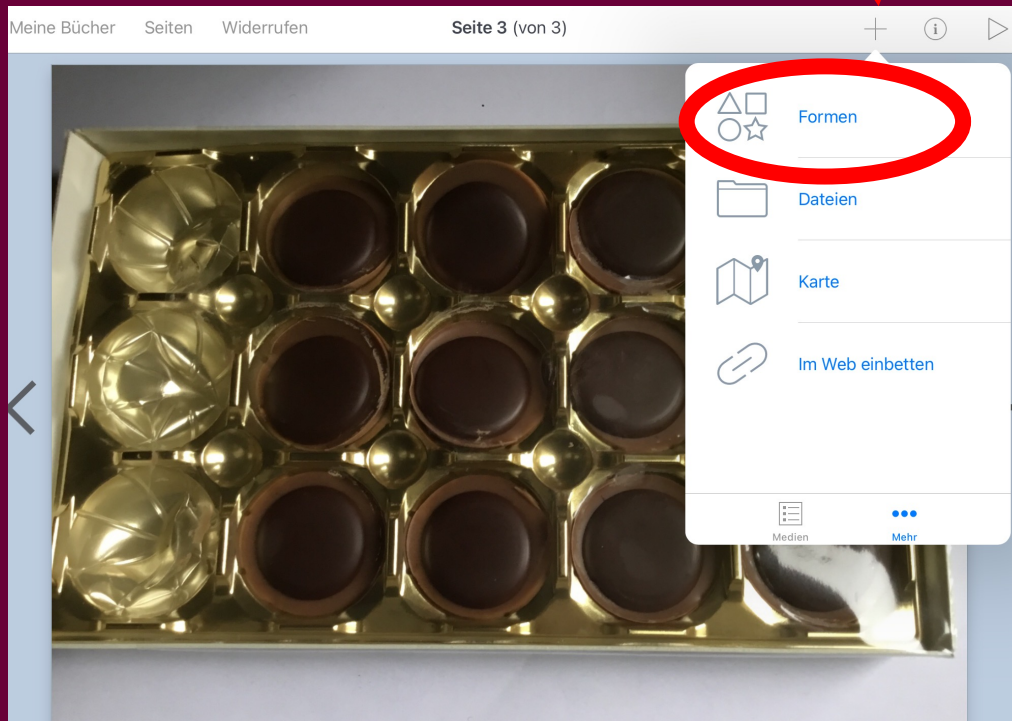 Meine Bücher Seiten Widerrufen Seite 3 (von 3)
Formen
Dateien
Karte
Im Web einbetten
Medien Mehr